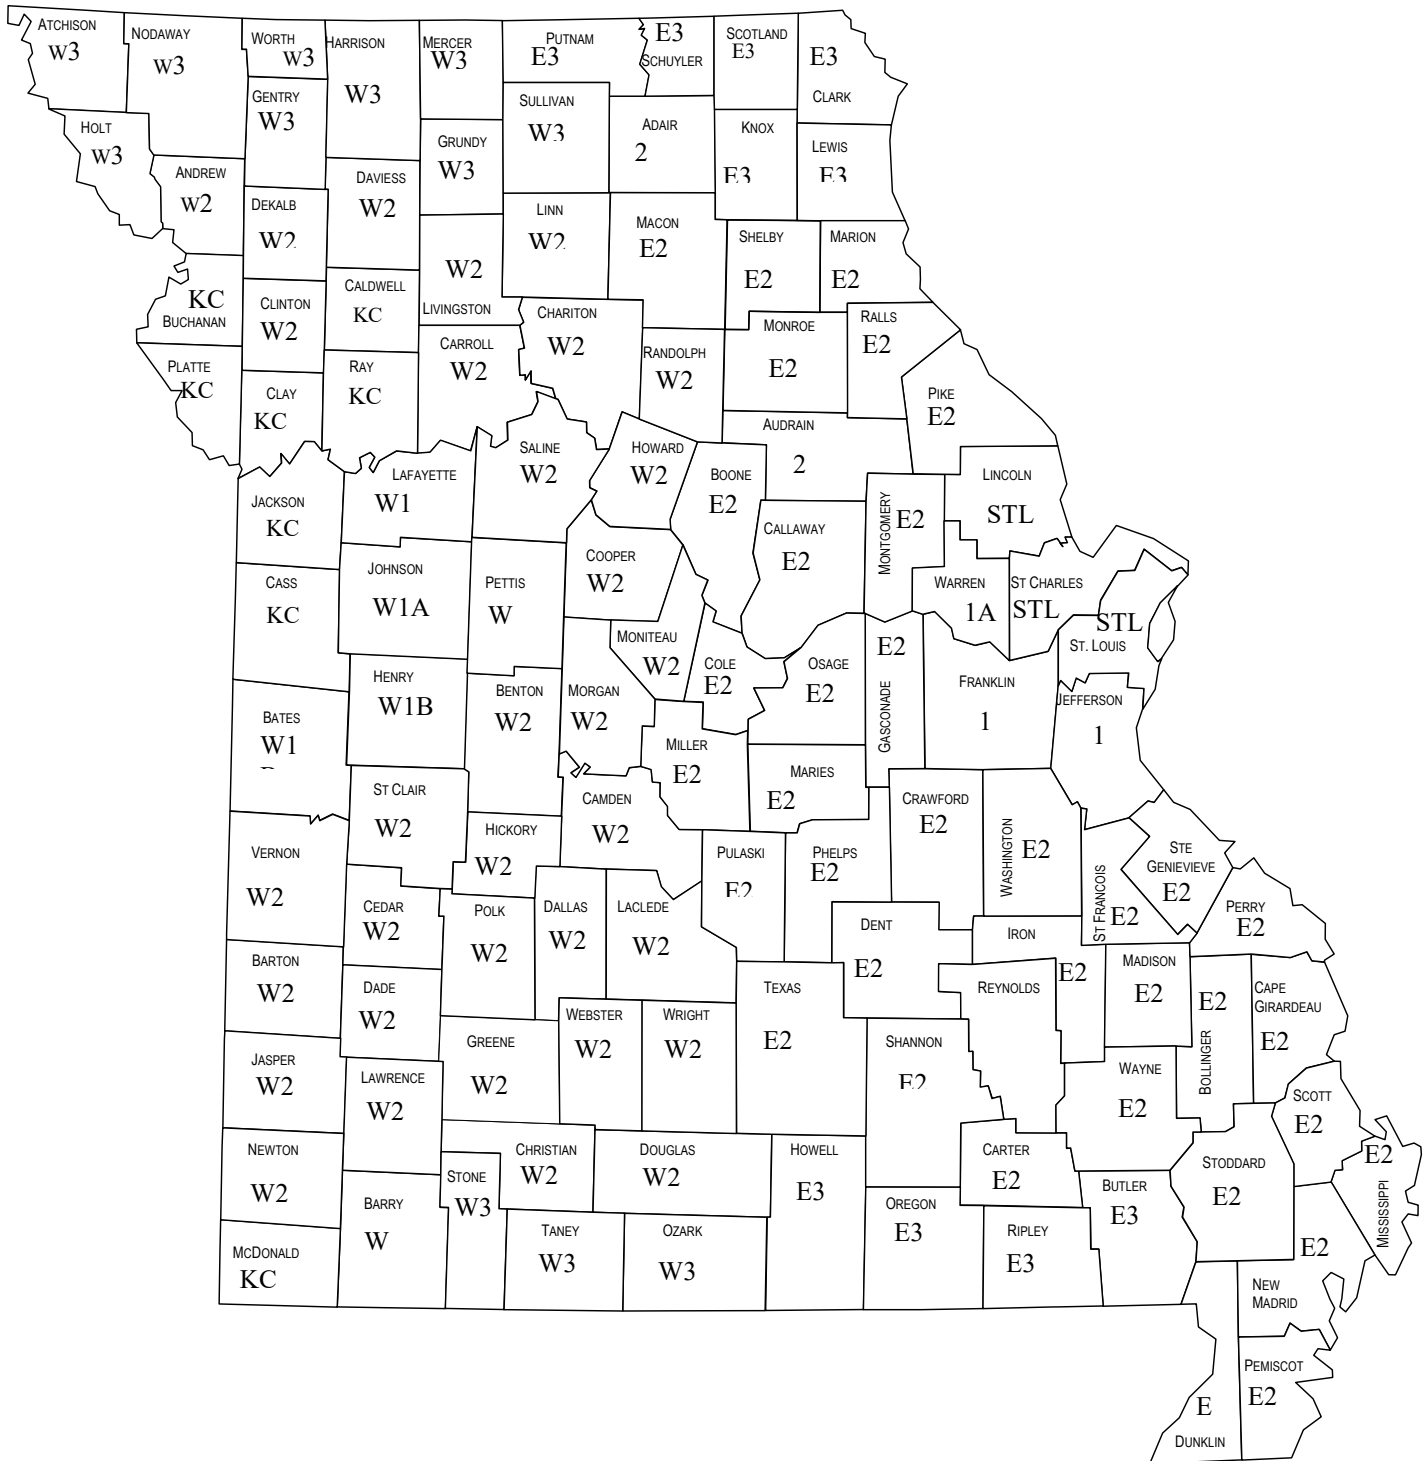 ATCHISON
W3
NODAWAY
W3
WORTH
W3
HARRISON
W3
MERCER
W3
PUTNAM
E3
E3
SCHUYLER
SCOTLAND
E3
E3
CLARK
HOLT
W3
GENTRY
W3
SULLIVAN
W3
ADAIR
2
KNOX
E3
LEWIS
E3
GRUNDY
W3
ANDREW
W2
DEKALB
W2
DAVIESS
W2
LINN
W2
MACON
E2
SHELBY
E2
MARION
E2
W2
LIVINGSTON
KC
BUCHANAN
CLINTON
W2
CALDWELL
KC
CHARITON
W2
MONROE
E2
RALLS
E2
PLATTE
KC
CLAY
KC
RAY
KC
CARROLL
W2
RANDOLPH
W2
PIKE
E2
AUDRAIN
2
SALINE
W2
HOWARD
W2
BOONE
E2
LAFAYETTE
W1
LINCOLN
STL
JACKSON
KC
MONTGOMERY
E2
CALLAWAY
E2
COOPER
W2
CASS
KC
JOHNSON
W1A
PETTIS
W
WARREN
1A
ST CHARLES
STL
STL
ST. LOUIS
MONITEAU
W2
COLE
E2
OSAGE
E2
E2
GASCONADE
FRANKLIN
1
JEFFERSON
1
HENRY
W1B
BENTON
W2
MORGAN
W2
BATES
W1
MILLER
E2
MARIES
E2
ST CLAIR
W2
CAMDEN
W2
CRAWFORD
E2
WASHINGTON
E2
HICKORY
W2
VERNON
W2
PULASKI
E2
PHELPS
E2
STE
GENIEVIEVE
E2
ST FRANCOIS
E2
PERRY
E2
CEDAR
W2
POLK
W2
DALLAS
W2
LACLEDE
W2
DENT
E2
IRON
E2
BARTON
W2
DADE
W2
TEXAS
E2
REYNOLDS
MADISON
E2
E2
BOLLINGER
CAPE
GIRARDEAU
E2
WEBSTER
W2
WRIGHT
W2
JASPER
W2
GREENE
W2
SHANNON
E2
LAWRENCE
W2
WAYNE
E2
SCOTT
E2
NEWTON
W2
CHRISTIAN
W2
DOUGLAS
W2
HOWELL
E3
CARTER
E2
STODDARD
E2
E2
MISSISSIPPI
STONE
W3
BARRY
W
BUTLER
E3
OREGON
E3
RIPLEY
E3
TANEY
W3
OZARK
W3
MCDONALD
KC
E2
NEW
MADRID
PEMISCOT
E2
E
DUNKLIN